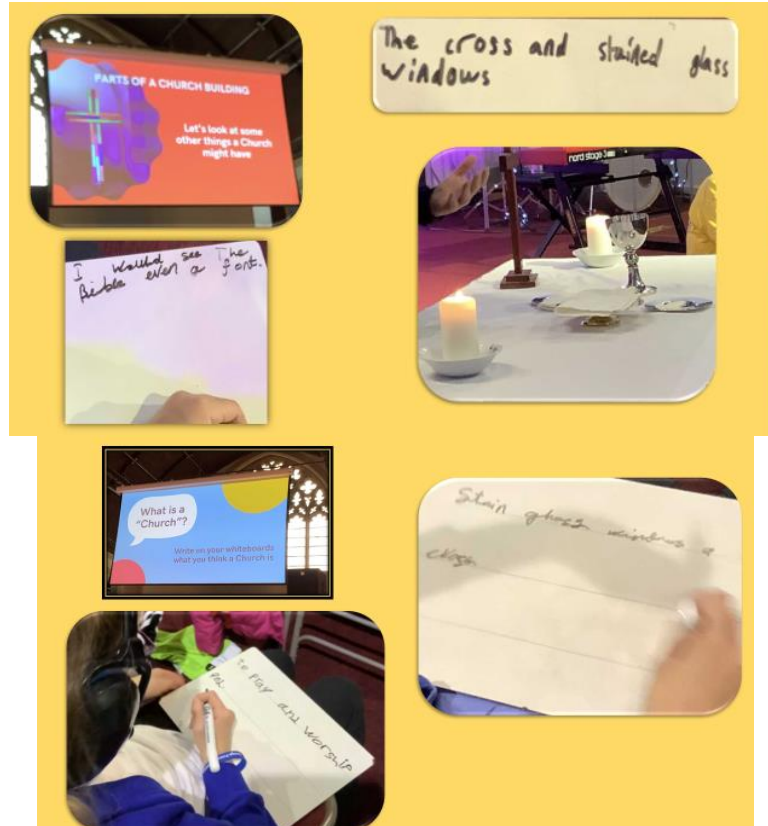 PARTS OF A CHURCH BUILDING
Let's look at some
other things a Church
might have
The cross and stained glass
windows
nord stage 3
I would see The
Bible even a font.
What is a
"Church"?
Write on your whiteboards
what you think a Church is
Stain glass windows a
cross
to Pray and worship